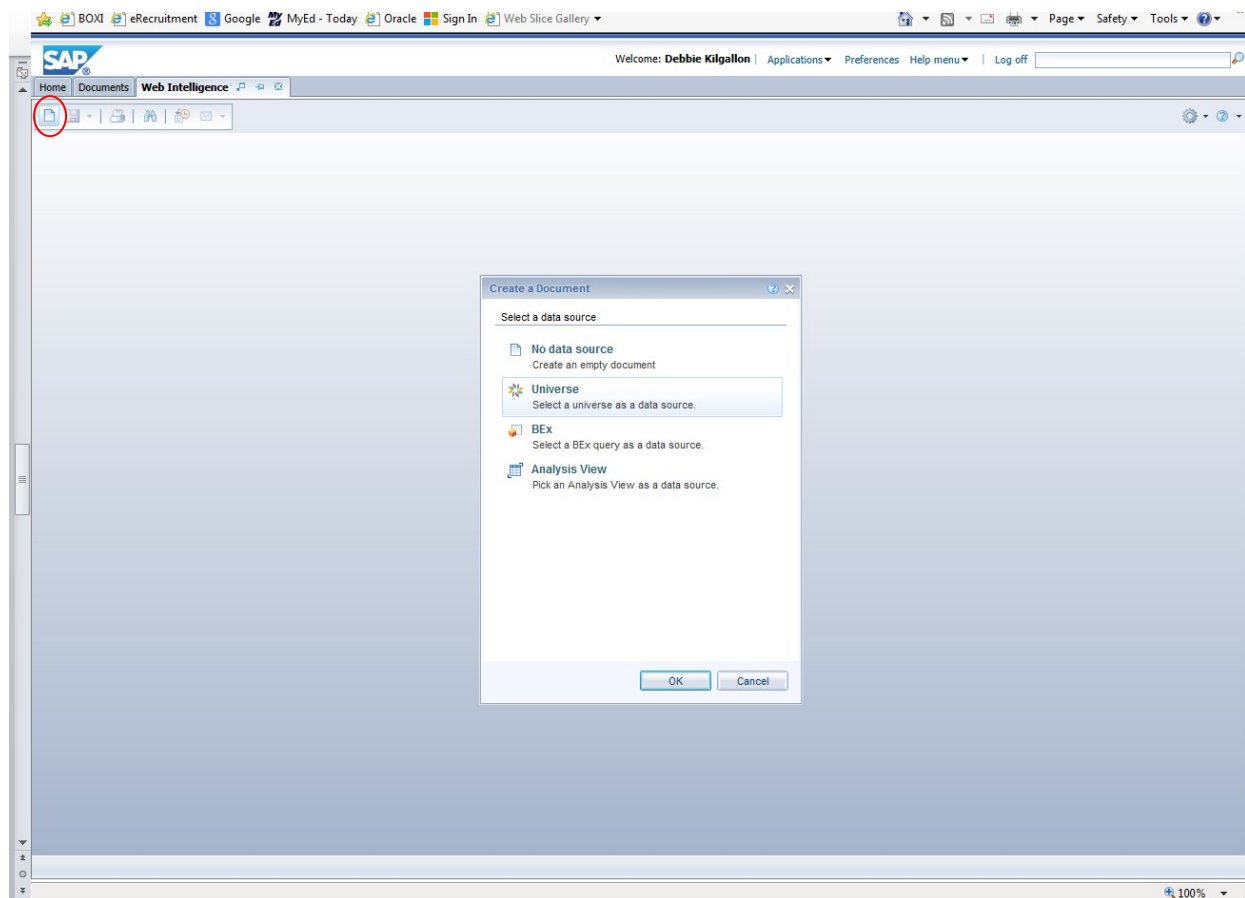 BOXI eRecruitment Google MyEd - Today Oracle Sign In Web Slice Gallery Page Safety Tools
SAP
Welcome: Debbie Kilgallon | Applications Preferences Help menu | Log off
Home Documents Web Intelligence
Create a Document
Select a data source
No data source
Create an empty document
Universe
Select a universe as a data source.
BEx
Select a BEx query as a data source.
Analysis View
Pick an Analysis View as a data source.
OK Cancel
100%